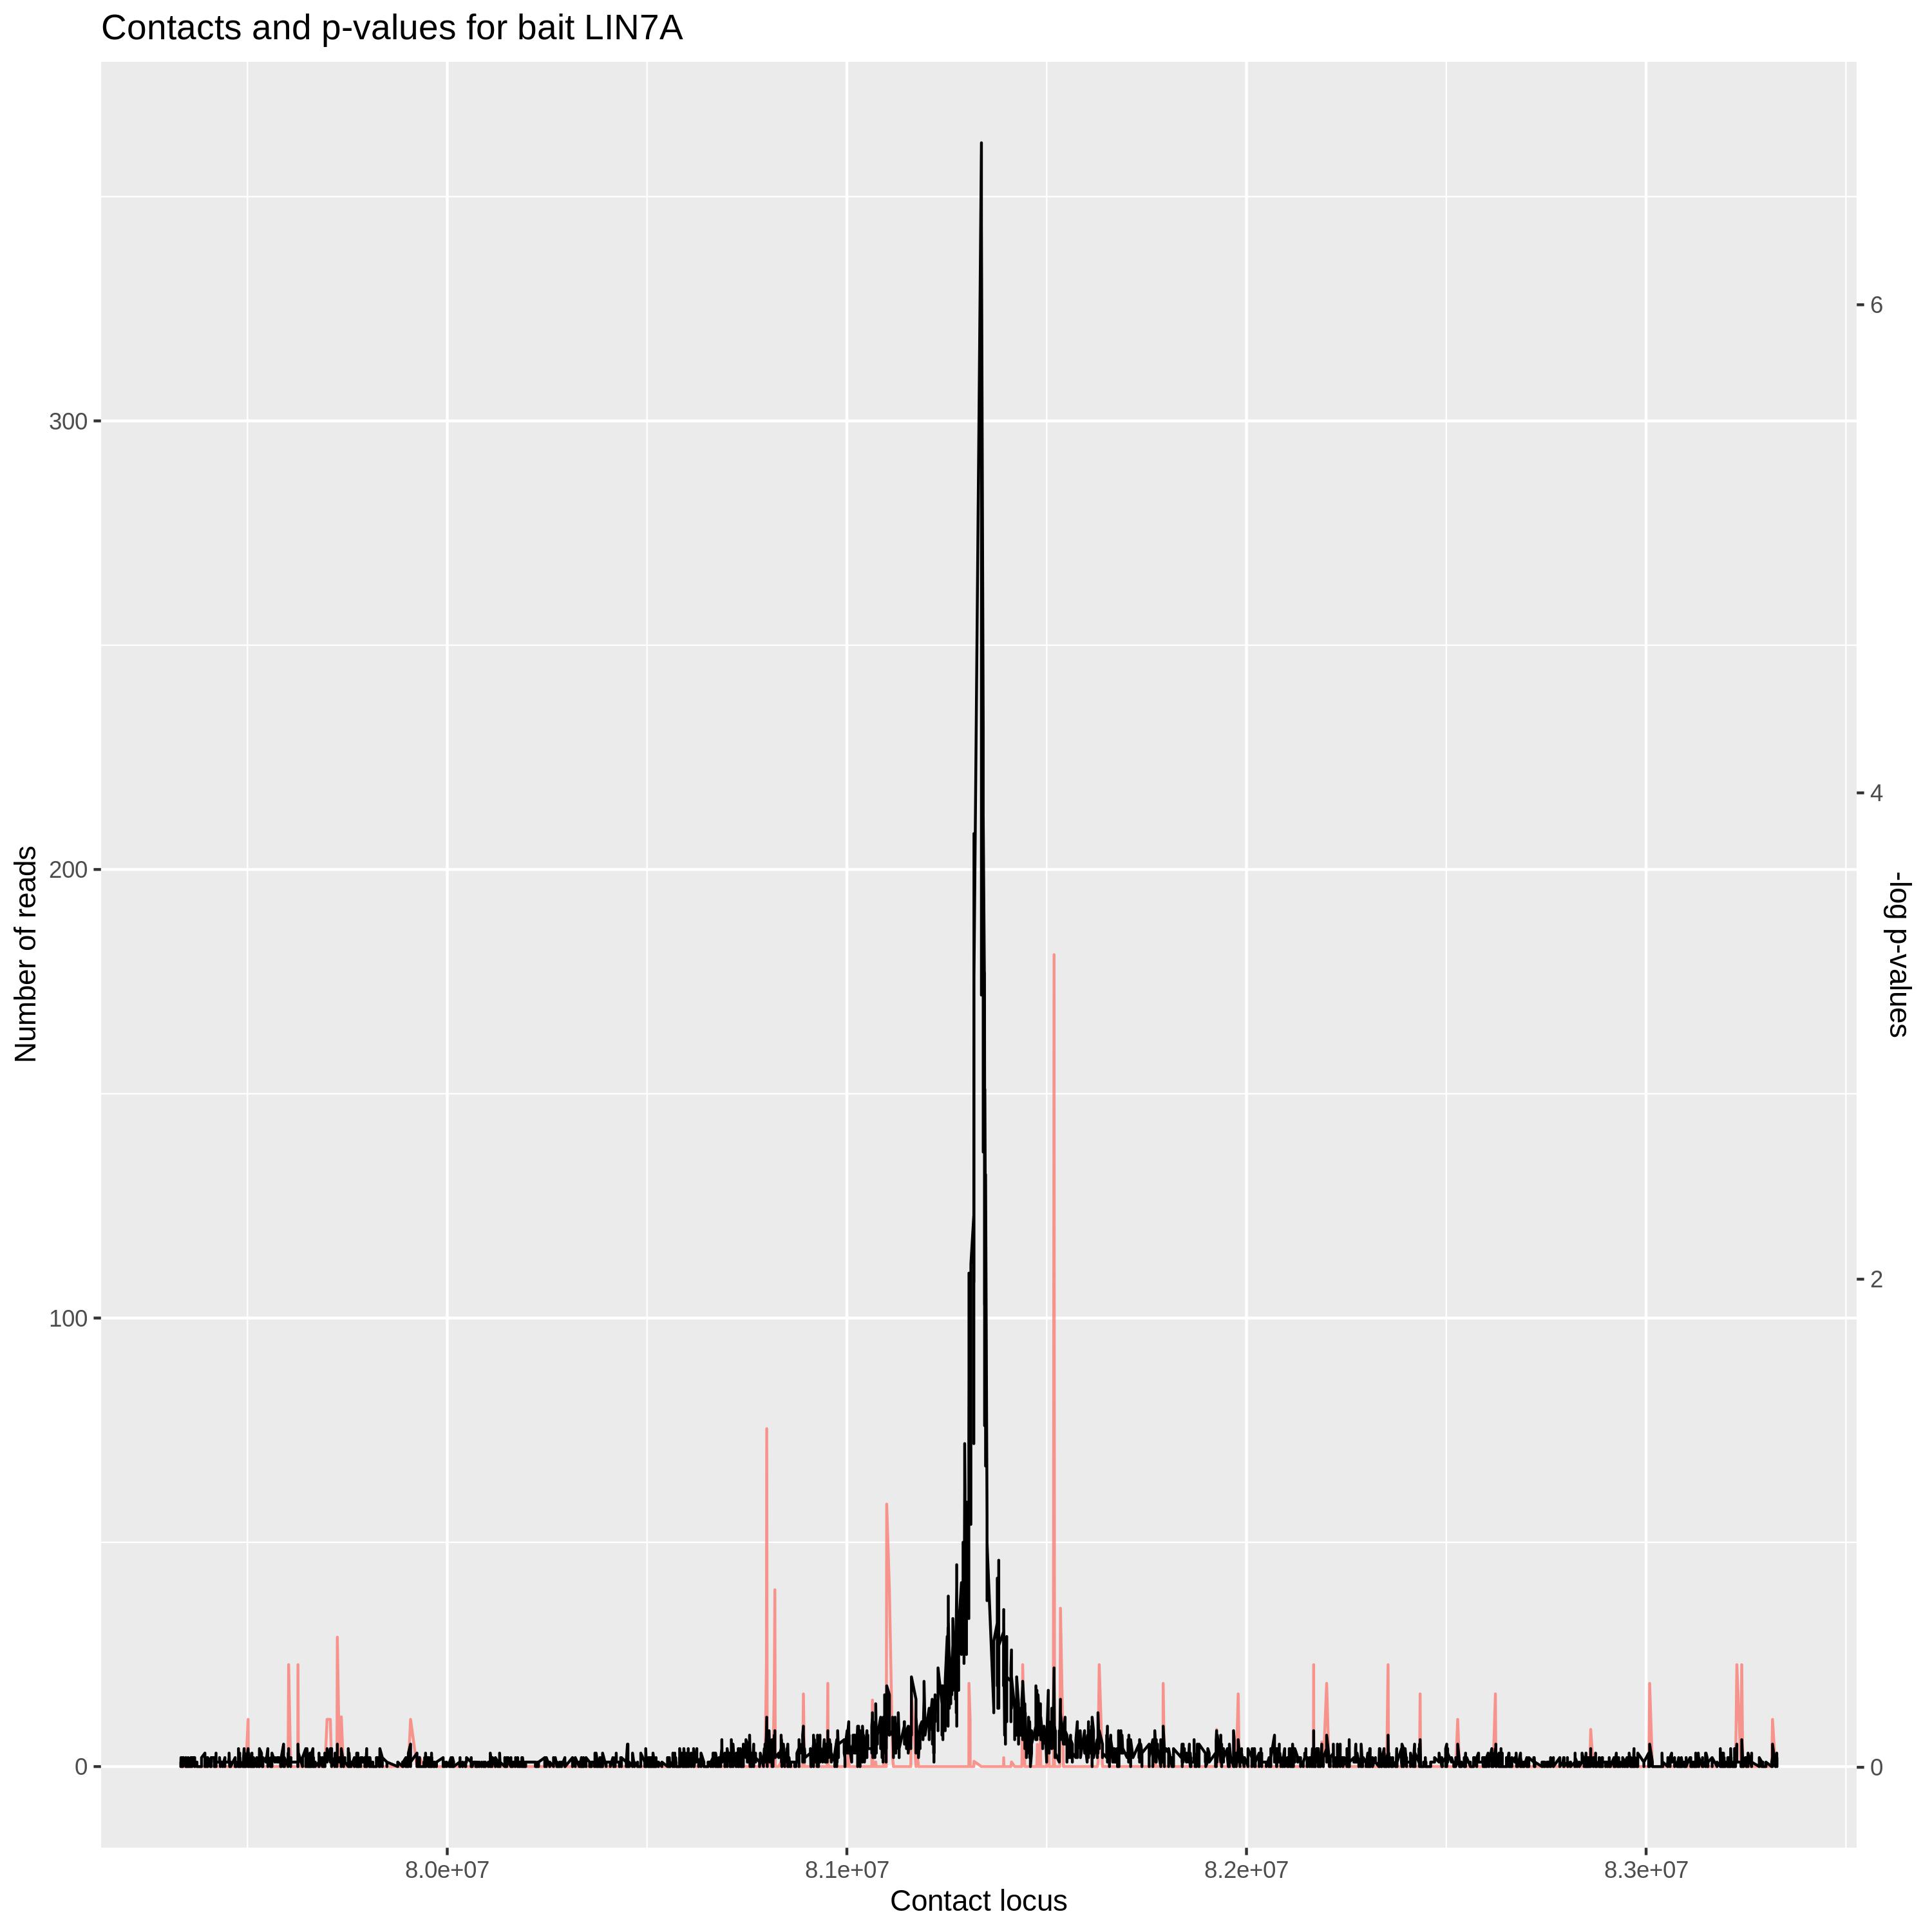 Contacts and p-values for bait LIN7A
Number of reads
300
200
100
0
6
4
2
0
-log p-values
8.0e+07
8.1e+07
8.2e+07
8.3e+07
Contact locus